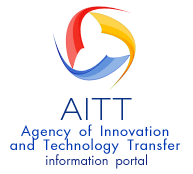 AITT
Agency of Innovation
and Technology Transfer
information portal